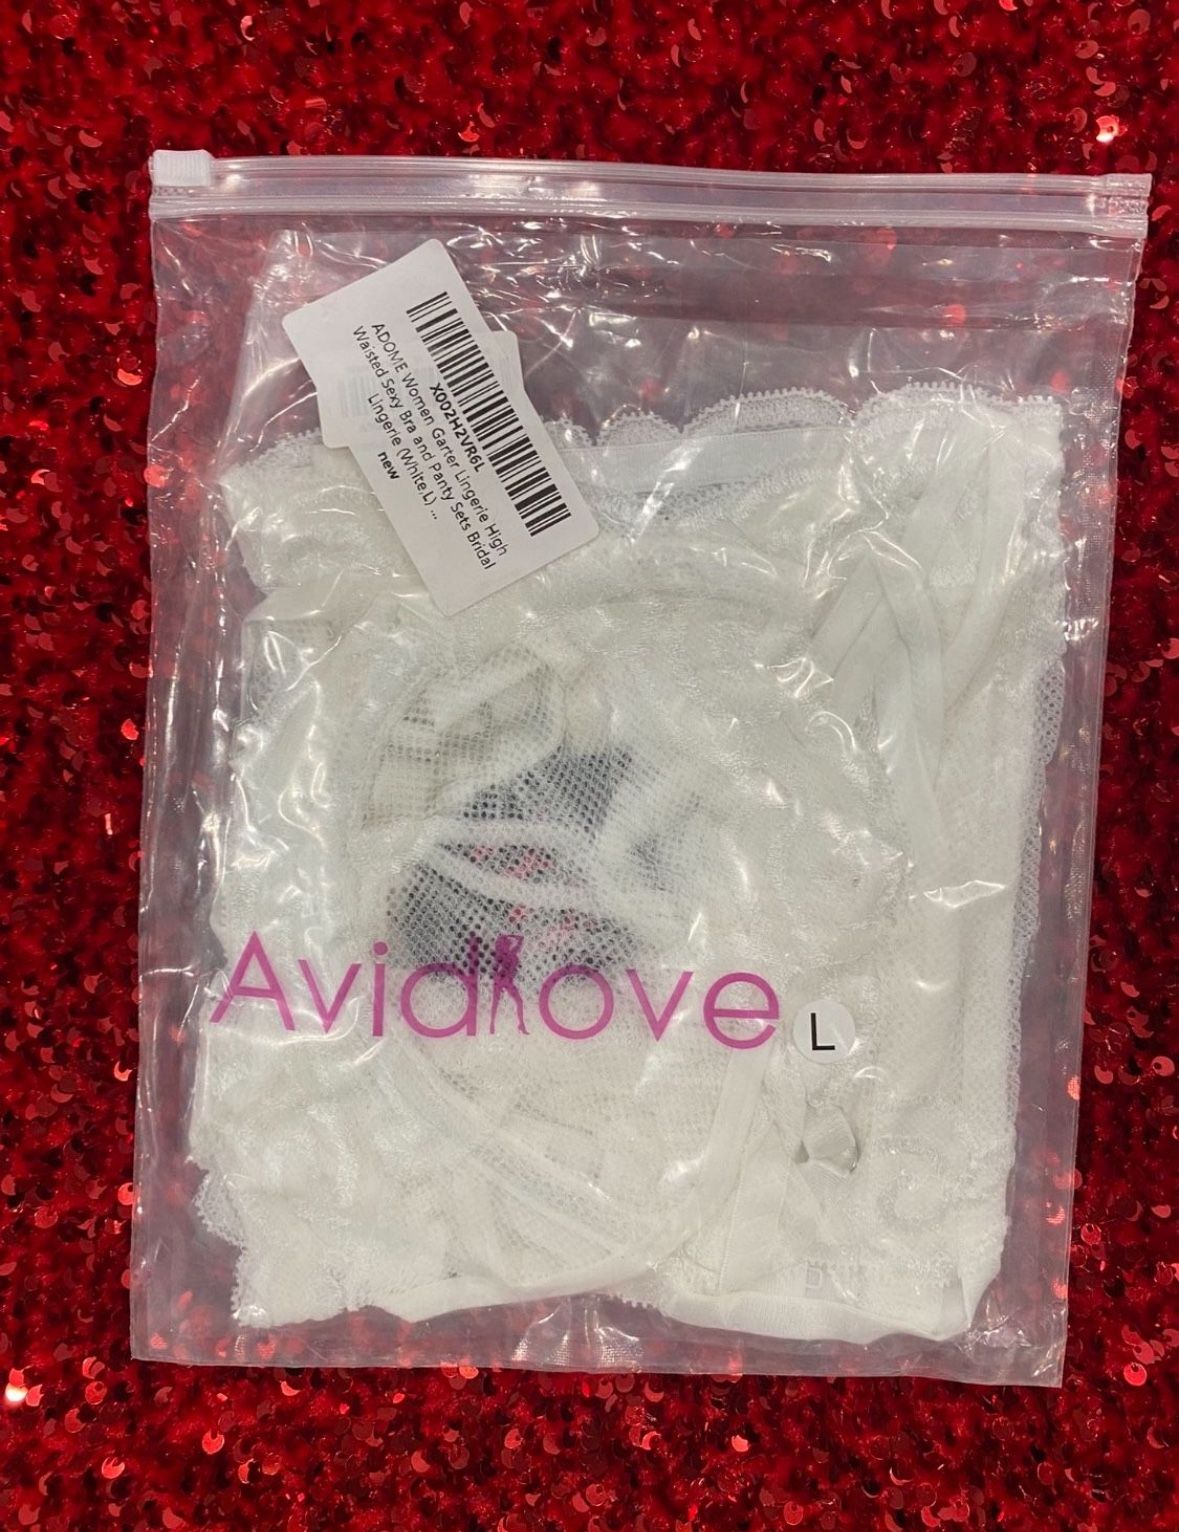 X002H2VR6L
ADOME Women Garter Lingerie High
Waisted Sexy Bra and Panty Sets Bridal
Lingerie (White,L) ...
new
Avidlove
L